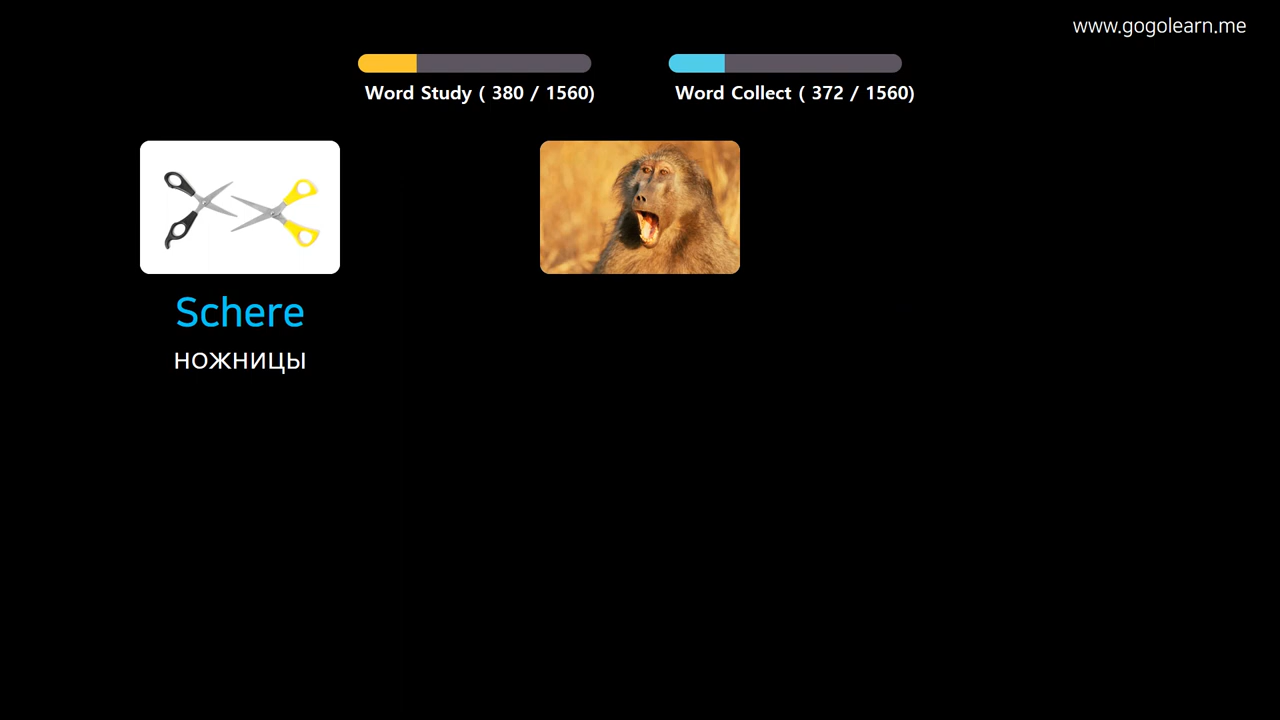 www.gogolearn.me
Word Study ( 380 / 1560)
Word Collect ( 372 / 1560)
Schere
ножницы